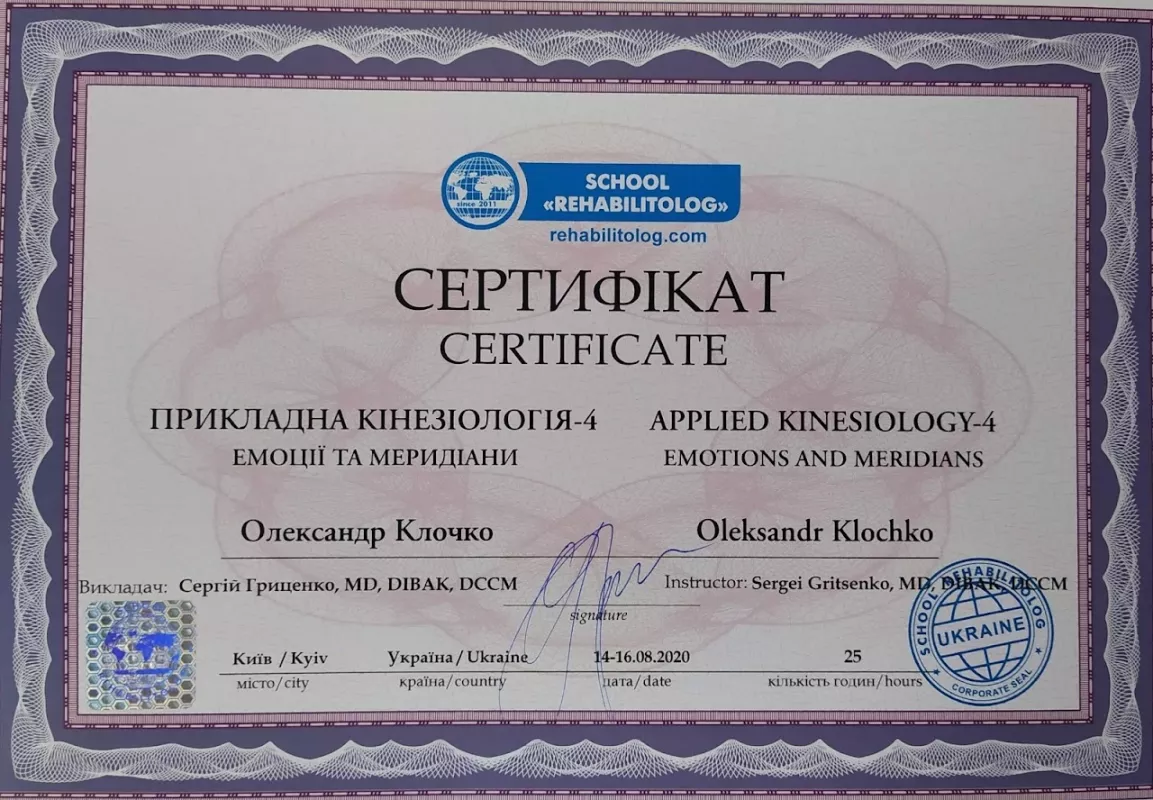 since 2011
SCHOOL
«REHABILITOLOG»
rehabilitolog.com
СЕРТИФІКАТ
CERTIFICATE
ПРИКЛАДНА КІНЕЗІОЛОГІЯ-4
ЕМОЦІЇ ТА МЕРИДІАНИ
APPLIED KINESIOLOGY-4
EMOTIONS AND MERIDIANS
Олександр Клочко
Oleksandr Klochko
Викладач: Сергій Гриценко, MD, DIBAK, DCCM
Instructor: Sergei Gritsenko, MD, DIBAK, DCCM
signature
Київ / Kyiv
місто/city
Україна / Ukraine
країна/country
14-16.08.2020
дата/date
25
кількість годин/hours
SCHOOL REHABILITOLOG
UKRAINE
CORPORATE SEAL